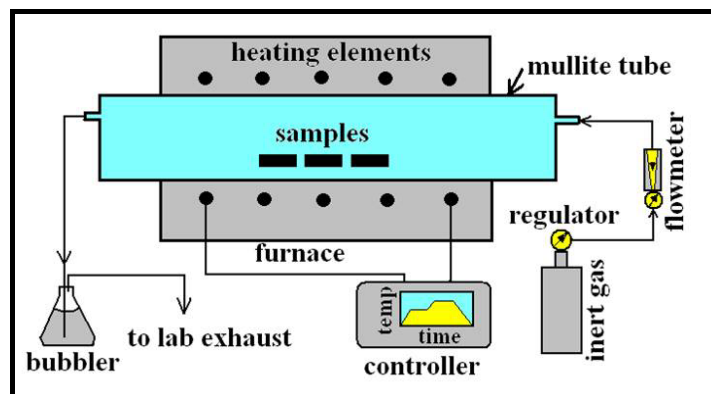 heating elements
mullite tube
samples
flowmeter
regulator
furnace
inert gas
temp
time
to lab exhaust
bubbler
controller